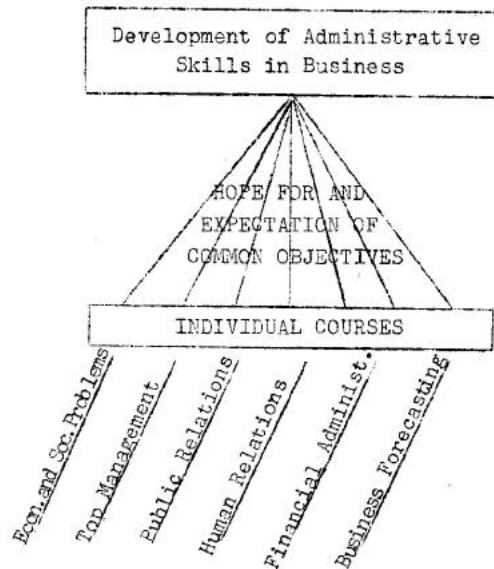 Development of Administrative
Skills in Business
HOPE FOR AND
EXPECTATION OF
COMMON OBJECTIVES
INDIVIDUAL COURSES
Econ.and Soc.Problems
Top Management
Public Relations
Human Relations
Financial Administ.
Business Forecasting